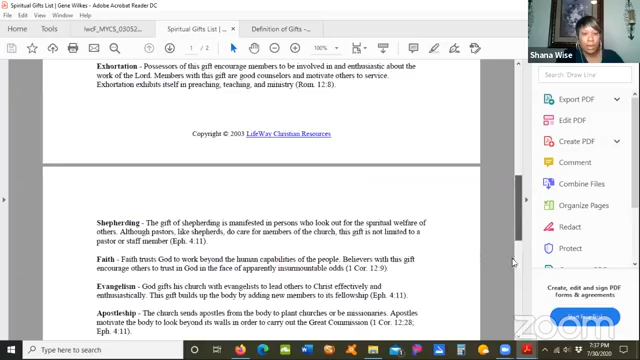 Spiritual Gifts List | Gene Wilkes - Adobe Acrobat Reader DC
File Edit View Sign Window Help
Home Tools
iwcF_MYCS_03052... Spiritual Gifts List ... Definition of Gifts -...
1 / 2 100%
Shana Wise
Exhortation - Possessors of this gift encourage members to be involved in and enthusiastic about the
work of the Lord. Members with this gift are good counselors and motivate others to service.
Exhortation exhibits itself in preaching, teaching, and ministry (Rom. 12:8).
Copyright © 2003 LifeWay Christian Resources
Shepherding - The gift of shepherding is manifested in persons who look out for the spiritual welfare of
others. Although pastors, like shepherds, do care for members of the church, this gift is not limited to a
pastor or staff member (Eph. 4:11).
Faith - Faith trusts God to work beyond the human capabilities of the people. Believers with this gift
encourage others to trust in God in the face of apparently insurmountable odds (1 Cor. 12:9).
Evangelism - God gifts his church with evangelists to lead others to Christ effectively and
enthusiastically. This gift builds up the body by adding new members to its fellowship (Eph. 4:11).
Apostleship - The church sends apostles from the body to plant churches or be missionaries. Apostles
motivate the body to look beyond its walls in order to carry out the Great Commission (1 Cor. 12:28;
Eph. 4:11).
Search: 'Draw Line'
Export PDF
Edit PDF
Create PDF
Comment
Combine Files
Organize Pages
Redact
Protect
Create, edit and sign PDF
forms & agreements
Start Free Trial
zoom
Type here to search
7:37 PM
7/30/2020